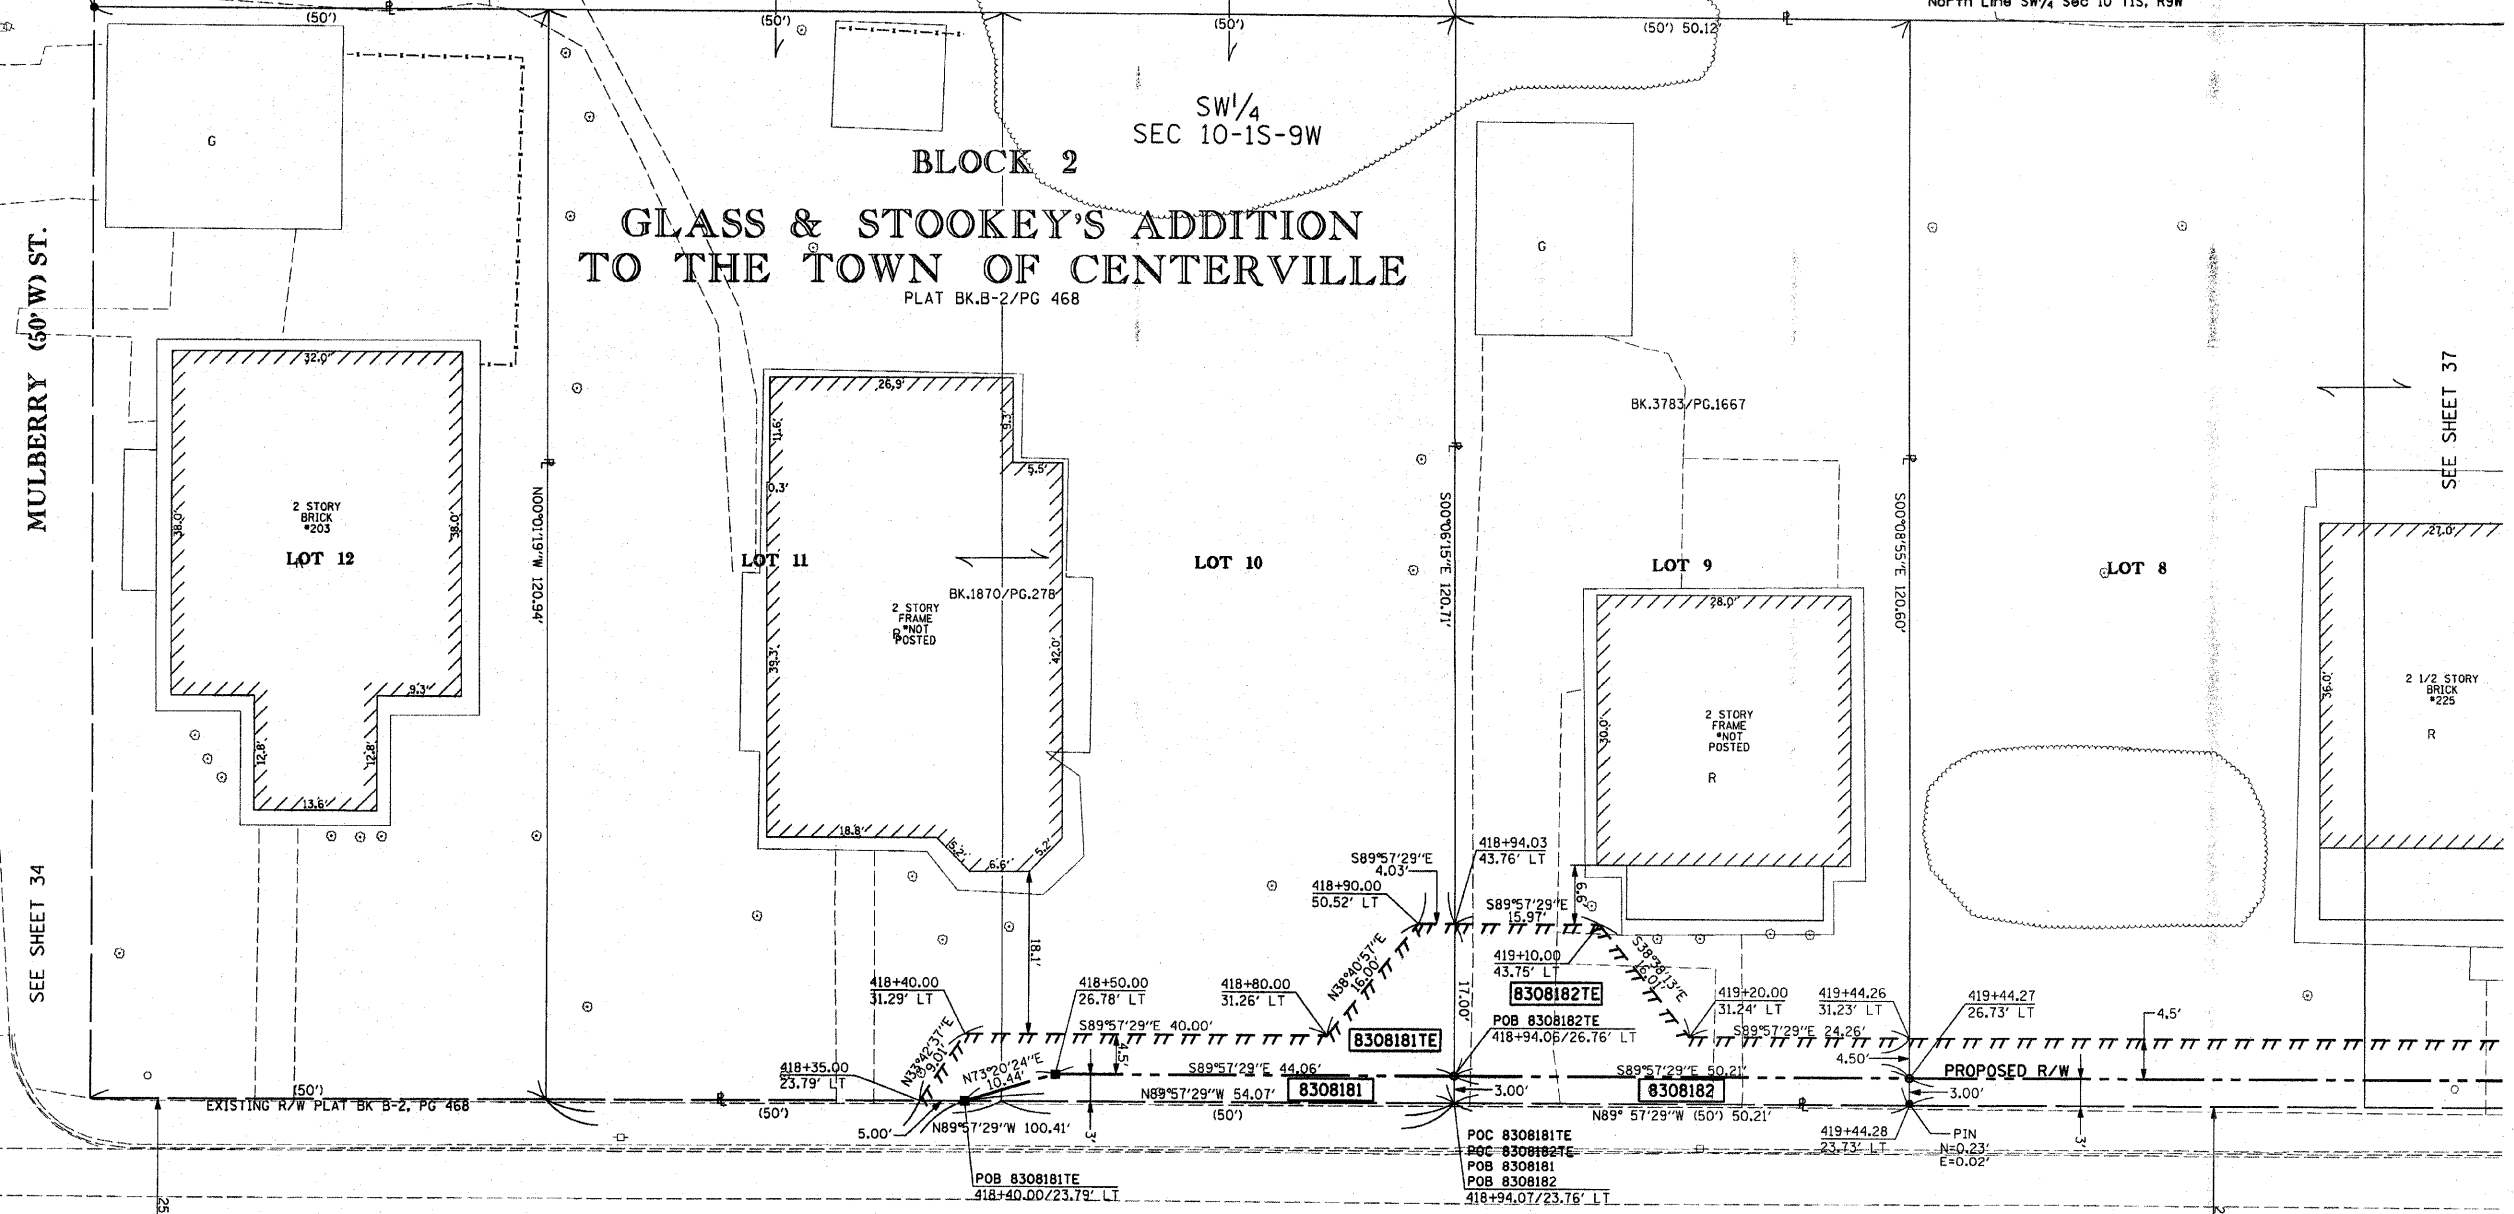 North Line SW1/4 Sec 10 T1S, R9W
(50')
(50')
(50')
(50') 50.12'
G
SW1/4
SEC 10-1S-9W
BLOCK 2
GLASS & STOOKEY'S ADDITION
TO THE TOWN OF CENTERVILLE
PLAT BK.B-2/PG 468
G
MULBERRY (50' W) ST.
SEE SHEET 37
SEE SHEET 34
32.0'
38.0'
38.0'
2 STORY
BRICK
#203
LOT 12
9.3'
12.8'
12.8'
13.6'
N00°01'19"W 120.94'
26.9'
11.6'
9.3'
5.5'
0.3'
LOT 11
BK.1870/PG.278
2 STORY
FRAME
#NOT
POSTED
R
39.3'
42.0'
18.8'
5.2'
6.6'
5.2'
18.1'
LOT 10
S00°06'15"E 120.71'
BK.3783/PG.1667
LOT 9
28.0'
30.0'
2 STORY
FRAME
#NOT
POSTED
R
6.6'
S00°08'55"E 120.60'
LOT 8
27.0'
36.0'
2 1/2 STORY
BRICK
#225
R
418+94.03
43.76' LT
S89°57'29"E
4.03'
418+90.00
50.52' LT
S89°57'29"E
15.97'
N38°40'57"E
16.00'
S38°38'13"E
16.01'
419+10.00
43.75' LT
8308182TE
17.00'
418+40.00
31.29' LT
418+50.00
26.78' LT
418+80.00
31.26' LT
419+20.00
31.24' LT
419+44.26
31.23' LT
419+44.27
26.73' LT
4.5'
S89°57'29"E 40.00'
8308181TE
POB 8308182TE
418+94.06/26.76' LT
S89°57'29"E 24.26'
4.50'
N33°42'37"E
9.01'
N73°20'24"E
10.44'
4.5'
418+35.00
23.79' LT
S89°57'29"E 44.06'
S89°57'29"E 50.21'
PROPOSED R/W
(50')
EXISTING R/W PLAT BK B-2, PG 468
(50')
N89°57'29"W 54.07'
8308181
(50')
3.00'
8308182
3.00'
N89° 57'29"W (50') 50.21'
5.00'
N89°57'29"W 100.41'
3'
419+44.28
23.73' LT
PIN
N=0.23'
E=0.02'
3'
POC 8308181TE
POC 8308182TE
POB 8308181
POB 8308182
418+94.07/23.76' LT
POB 8308181TE
418+40.00/23.79' LT
25